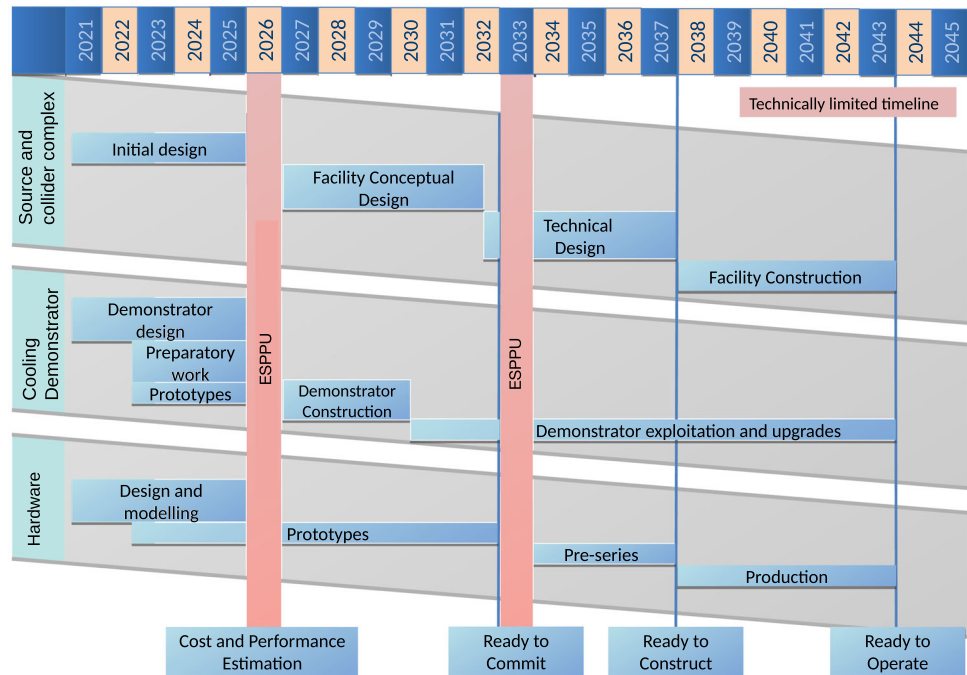 2021 2022 2023 2024 2025 2026 2027 2028 2029 2030 2031 2032 2033 2034 2035 2036 2037 2038 2039 2040 2041 2042 2043 2044 2045
Technically limited timeline
Source and
collider complex
Initial design
Facility Conceptual
Design
Technical
Design
Facility Construction
Cooling
Demonstrator
Demonstrator
design
Preparatory
work
Prototypes
ESPPU
Demonstrator
Construction
ESPPU
Demonstrator exploitation and upgrades
Hardware
Design and
modelling
Prototypes
Pre-series
Production
Cost and Performance
Estimation
Ready to
Commit
Ready to
Construct
Ready to
Operate